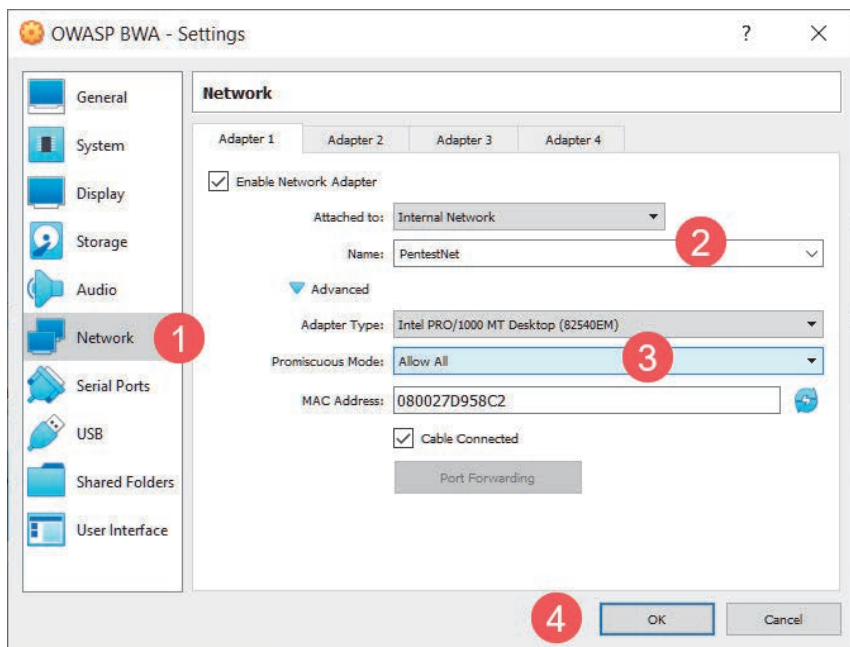 OWASP BWA - Settings
?
General
System
Display
Storage
Audio
Network
1
Serial Ports
USB
Shared Folders
User Interface
Network
Adapter 1
Adapter 2
Adapter 3
Adapter 4
Enable Network Adapter
Attached to: Internal Network
2
Name: PentestNet
Advanced
Adapter Type: Intel PRO/1000 MT Desktop (82540EM)
Promiscuous Mode: Allow All
3
MAC Address: 080027D958C2
Cable Connected
Port Forwarding
4
OK
Cancel